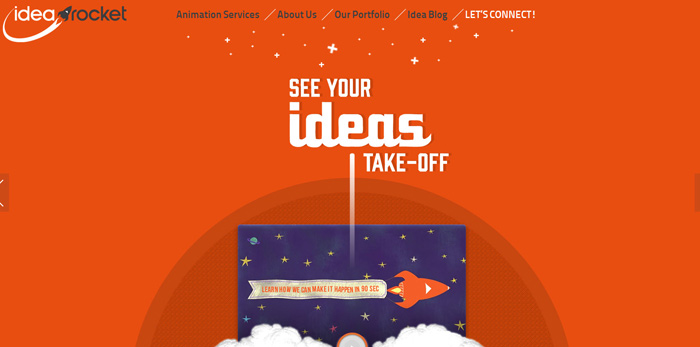 idea rocket
Animation Services / About Us / Our Portfolio / Idea Blog / LET'S CONNECT!
SEE YOUR
ideas
TAKE-OFF
LEARN HOW WE CAN MAKE IT HAPPEN IN 90 SEC